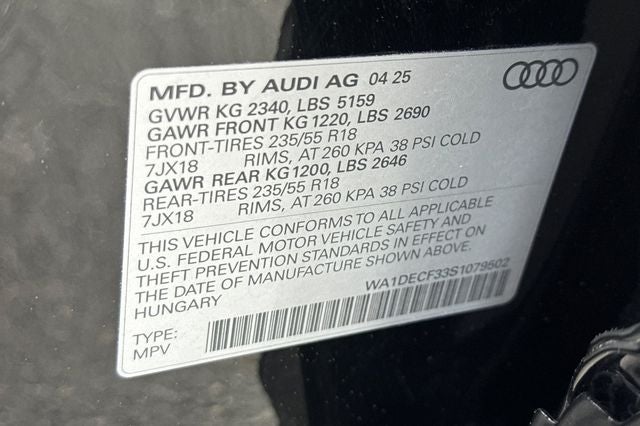 MFD. BY AUDI AG 04 25
GVWR KG 2340, LBS 5159
GAWR FRONT KG 1220, LBS 2690
FRONT-TIRES 235/55 R18
7JX18 RIMS, AT 260 KPA 38 PSI COLD
GAWR REAR KG 1200, LBS 2646
REAR-TIRES 235/55 R18
7JX18 RIMS, AT 260 KPA 38 PSI COLD
THIS VEHICLE CONFORMS TO ALL APPLICABLE
U.S. FEDERAL MOTOR VEHICLE SAFETY AND
THEFT PREVENTION STANDARDS IN EFFECT ON
THE DATE OF MANUFACTURE SHOWN ABOVE.
HUNGARY
WA1DECF33S1079502
TYPE:
MPV